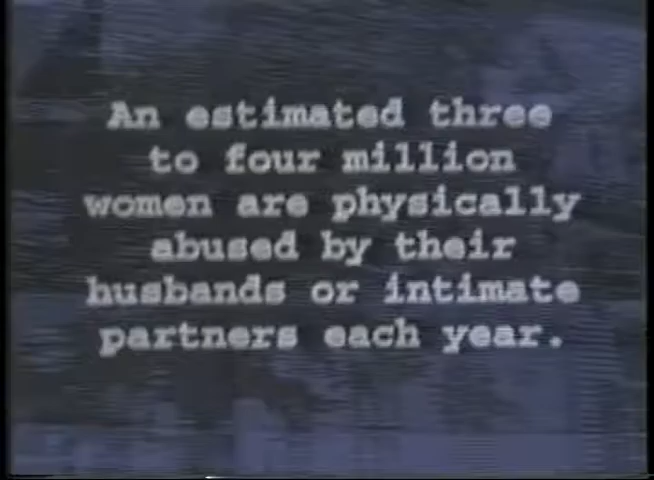 An estimated three
to four million
women are physically
abused by their
husbands or intimate
partners each year.